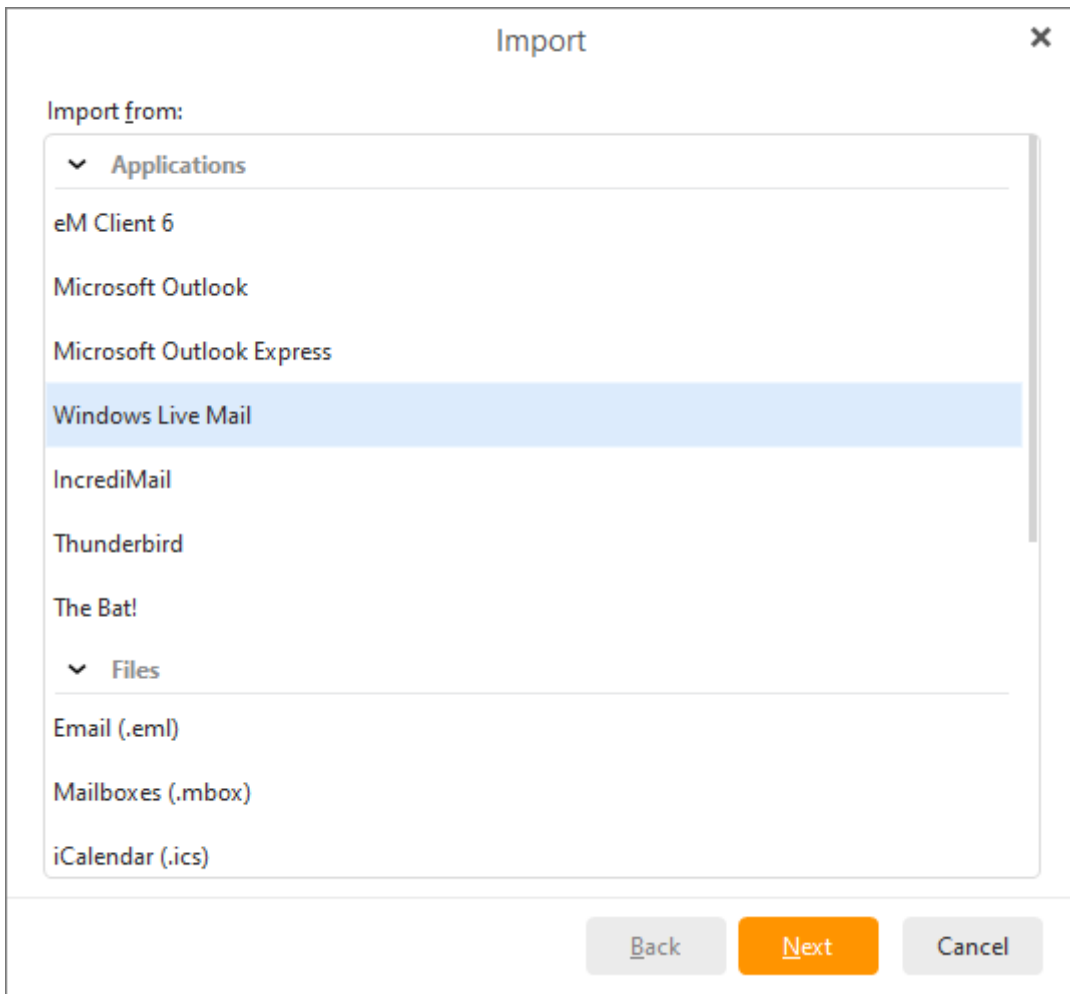 Import
Import from:
Applications
eM Client 6
Microsoft Outlook
Microsoft Outlook Express
Windows Live Mail
IncrediMail
Thunderbird
The Bat!
Files
Email (.eml)
Mailboxes (.mbox)
iCalendar (.ics)
Back Next Cancel